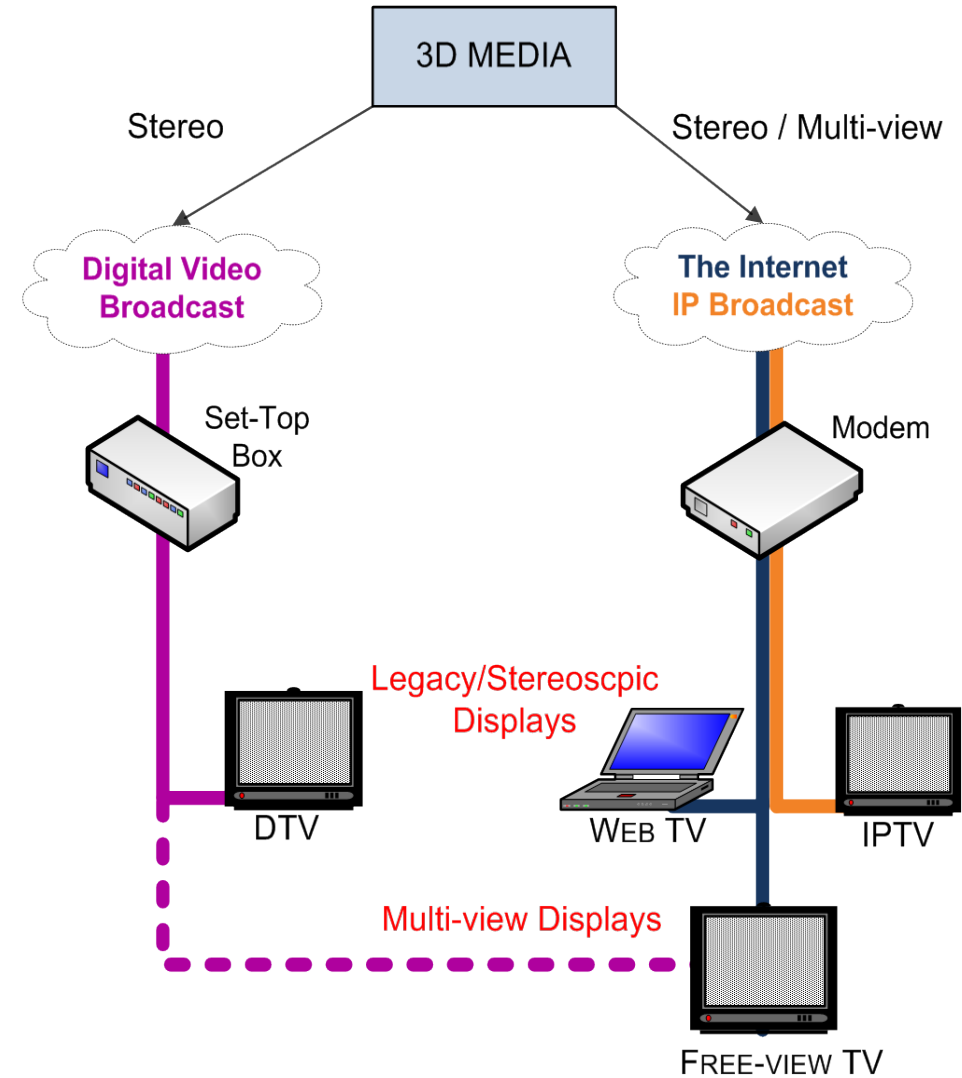 3D MEDIA
Stereo
Stereo / Multi-view
Digital Video
Broadcast
The Internet
IP Broadcast
Set-Top
Box
Modem
Legacy/Stereoscpic
Displays
DTV
WEB TV
IPTV
Multi-view Displays
FREE-VIEW TV